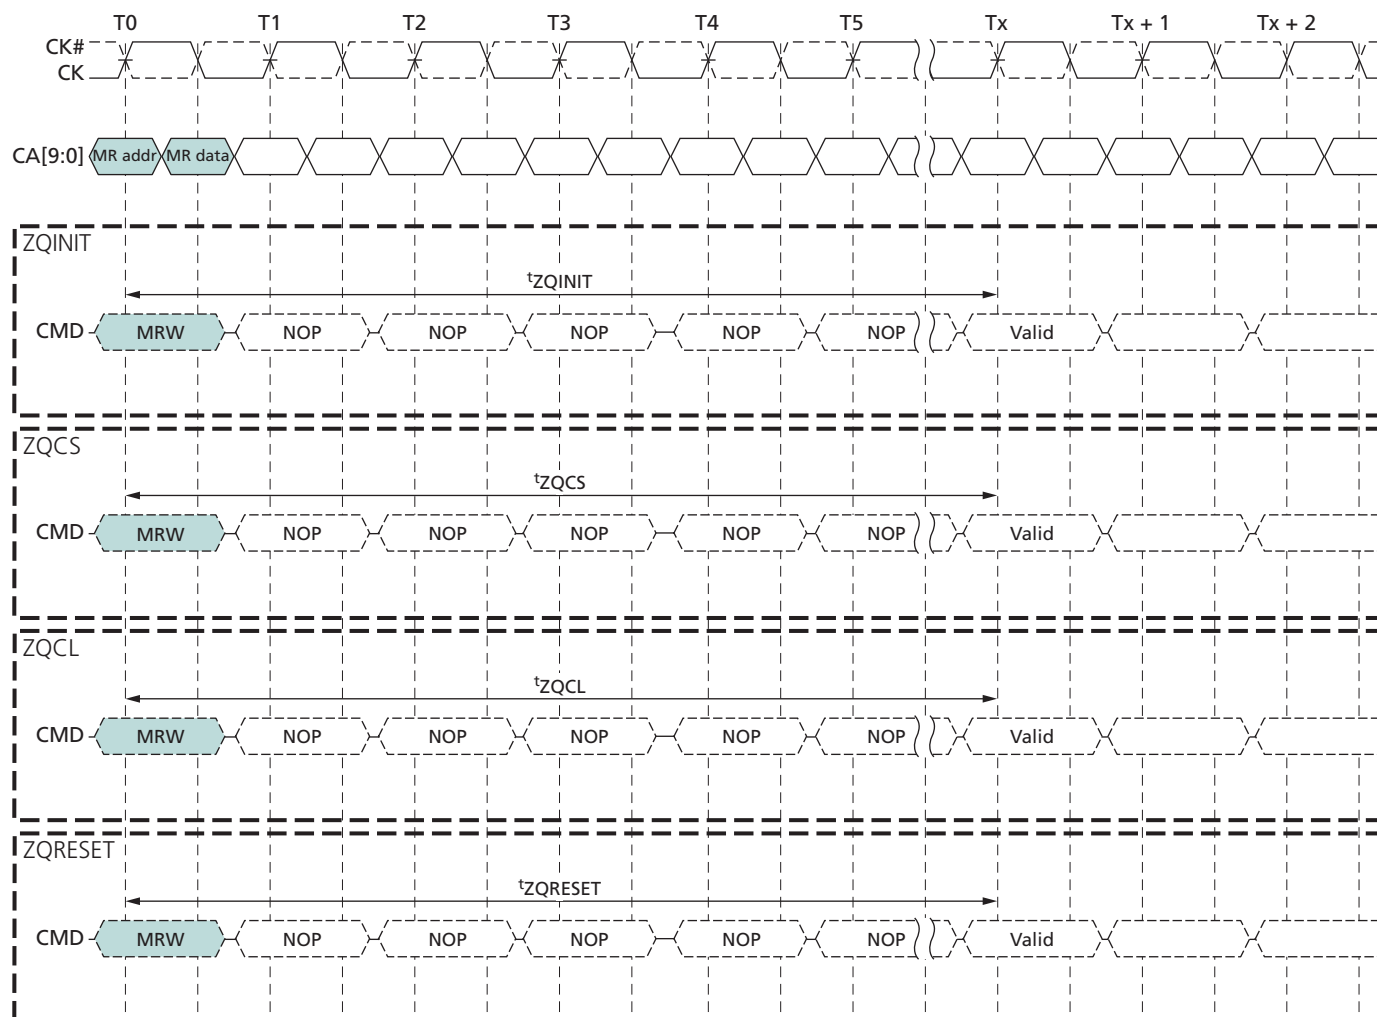 T0 T1 T2 T3 T4 T5 Tx Tx + 1 Tx + 2
CK#
CK
CA[9:0] MR addr MR data
ZQINIT
tZQINIT
CMD MRW NOP NOP NOP NOP NOP Valid
ZQCS
tZQCS
CMD MRW NOP NOP NOP NOP NOP Valid
ZQCL
tZQCL
CMD MRW NOP NOP NOP NOP NOP Valid
ZQRESET
tZQRESET
CMD MRW NOP NOP NOP NOP NOP Valid